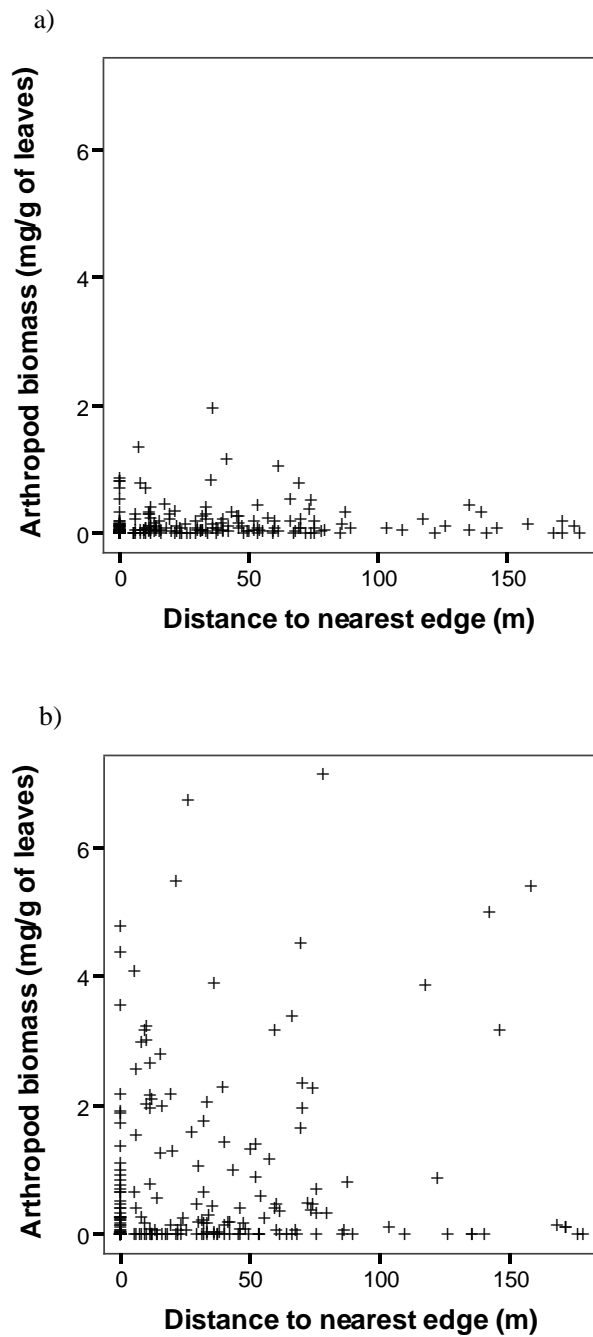 a)
Arthropod biomass (mg/g of leaves)
6
4
2
0
0 50 100 150
Distance to nearest edge (m)
b)
Arthropod biomass (mg/g of leaves)
6
4
2
0
0 50 100 150
Distance to nearest edge (m)